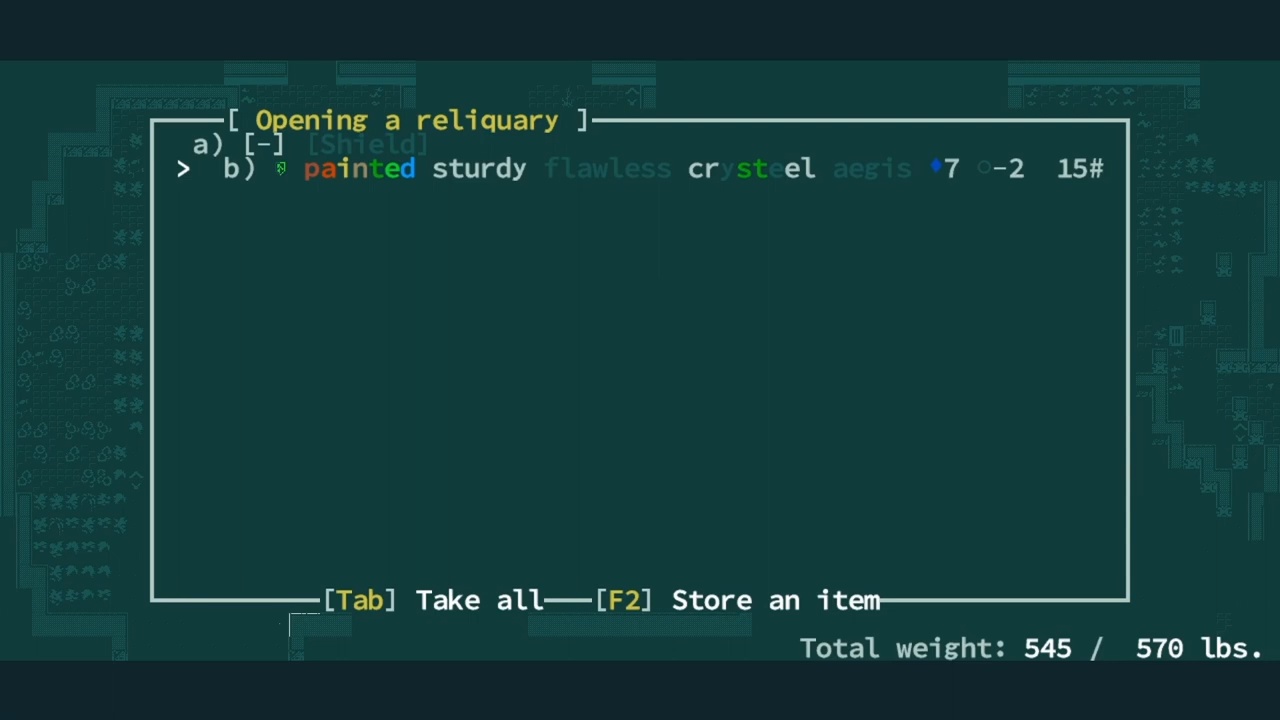 [ Opening a reliquary ]
a) [-] [Shield]
> b) painted sturdy flawless crysteel aegis ♦7 ○-2 15#
[Tab] Take all [F2] Store an item
Total weight: 545 / 570 lbs.